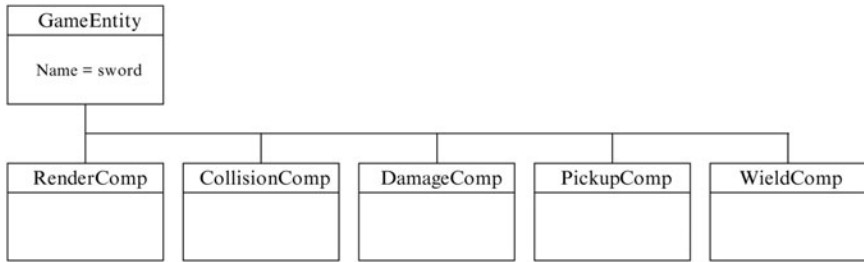 GameEntity
Name = sword
RenderComp
CollisionComp
DamageComp
PickupComp
WieldComp